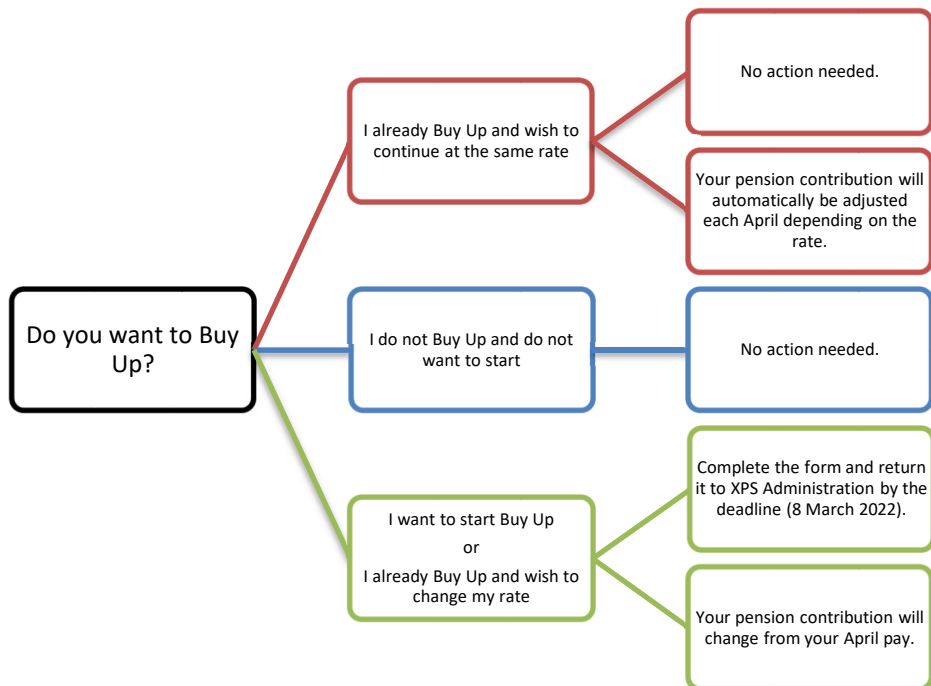 Do you want to Buy
Up?
I already Buy Up and wish to
continue at the same rate
No action needed.
Your pension contribution will
automatically be adjusted
each April depending on the
rate.
I do not Buy Up and do not
want to start
No action needed.
I want to start Buy Up
or
I already Buy Up and wish to
change my rate
Complete the form and return
it to XPS Administration by the
deadline (8 March 2022).
Your pension contribution will
change from your April pay.